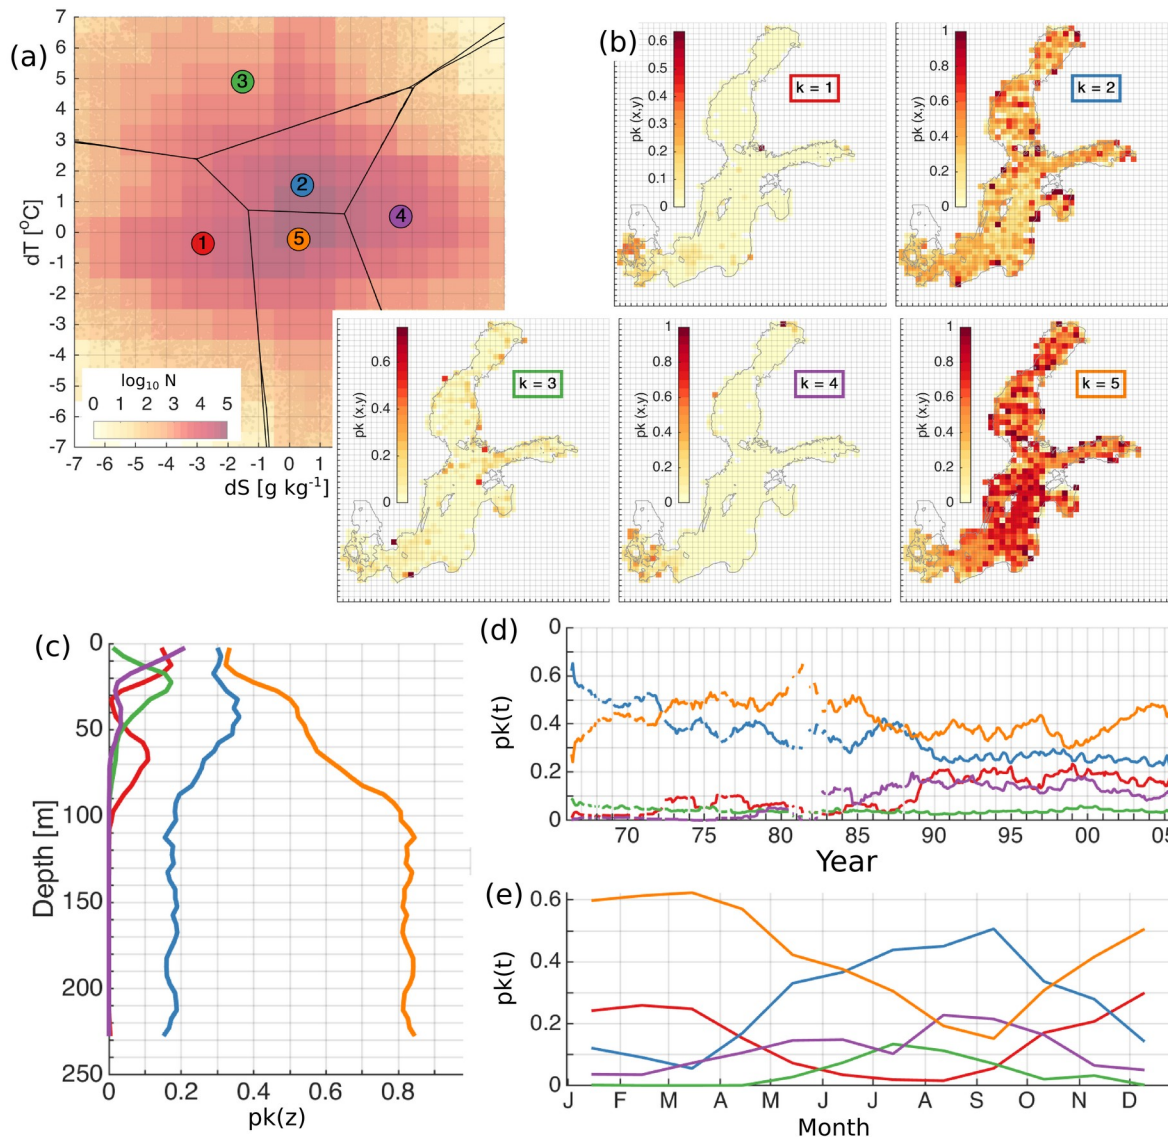 (a)
7
6
5
4
3
2
1
0
-1
-2
-3
-4
-5
-6
7
dT [°C]
3
2
4
1
5
log₁₀ N
0 1 2 3 4 5
-7 -5 -4 -3 -2 0 1
dS [g kg⁻¹]
(b)
0.6
0.5
0.4
0.3
0.2
0.1
0
pk (x,y)
k = 1
1
0.8
0.6
0.4
0.2
0
pk (x,y)
k = 2
0.4
0.2
0
pk (x,y)
k = 3
1
0.8
0.6
0.4
0.2
0
pk (x,y)
k = 4
1
0.8
0.6
0.4
0.2
0
pk (x,y)
k = 5
(c)
0
50
100
150
200
250
Depth [m]
0 0.2 0.4 0.6 0.8
pk(z)
(d)
0
0.6
0.4
0.2
0
pk(t)
70 75 80 85 90 95 00 05
Year
(e)
0.6
0.4
0.2
0
pk(t)
J F M A M J J A S O N D
Month